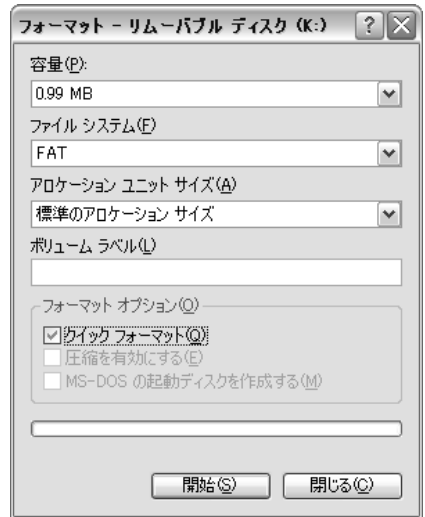 フォーマット - リムーバブル ディスク (K:)
容量(P):
0.99 MB
ファイル システム(F)
FAT
アロケーション ユニット サイズ(A)
標準のアロケーション サイズ
ボリューム ラベル(L)
フォーマット オプション(O)
クイック フォーマット(Q)
圧縮を有効にする(E)
MS-DOS の起動ディスクを作成する(M)
開始(S) 閉じる(C)